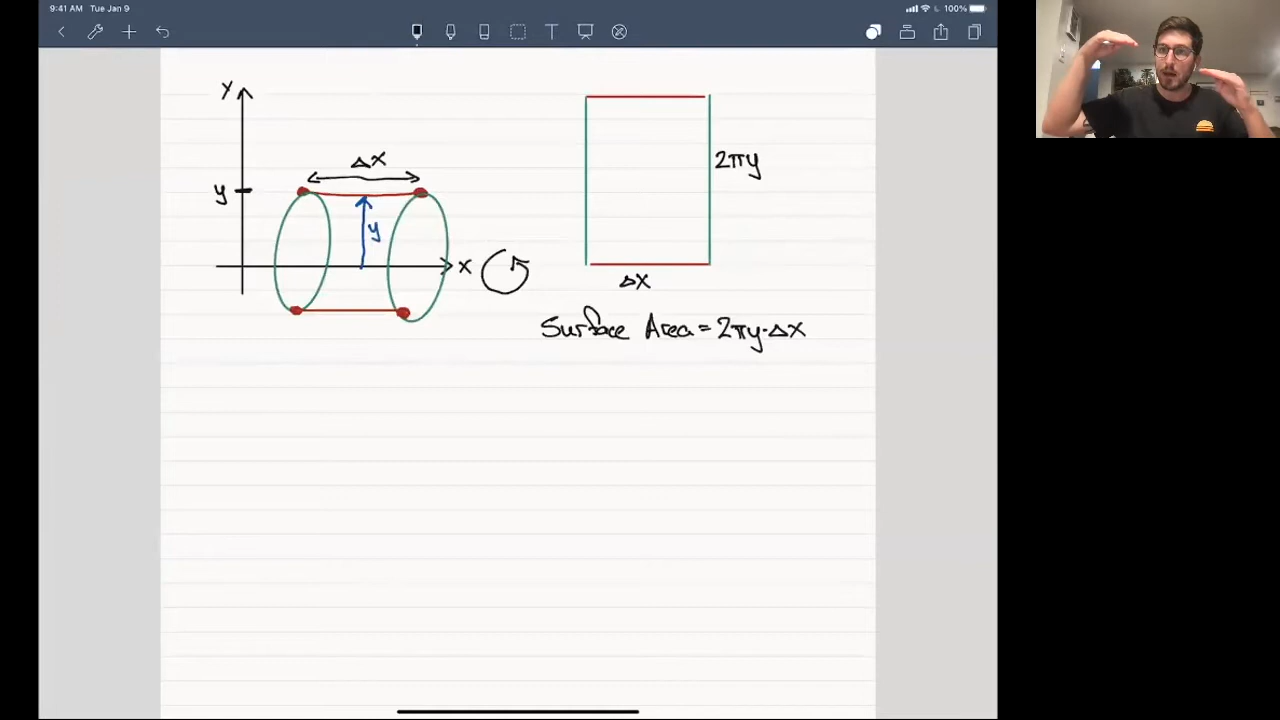 9:41 AM Tue Jan 9
100%
T
Y
Δx
y
y
x
2πy
Δx
Surface Area = 2πy·Δx